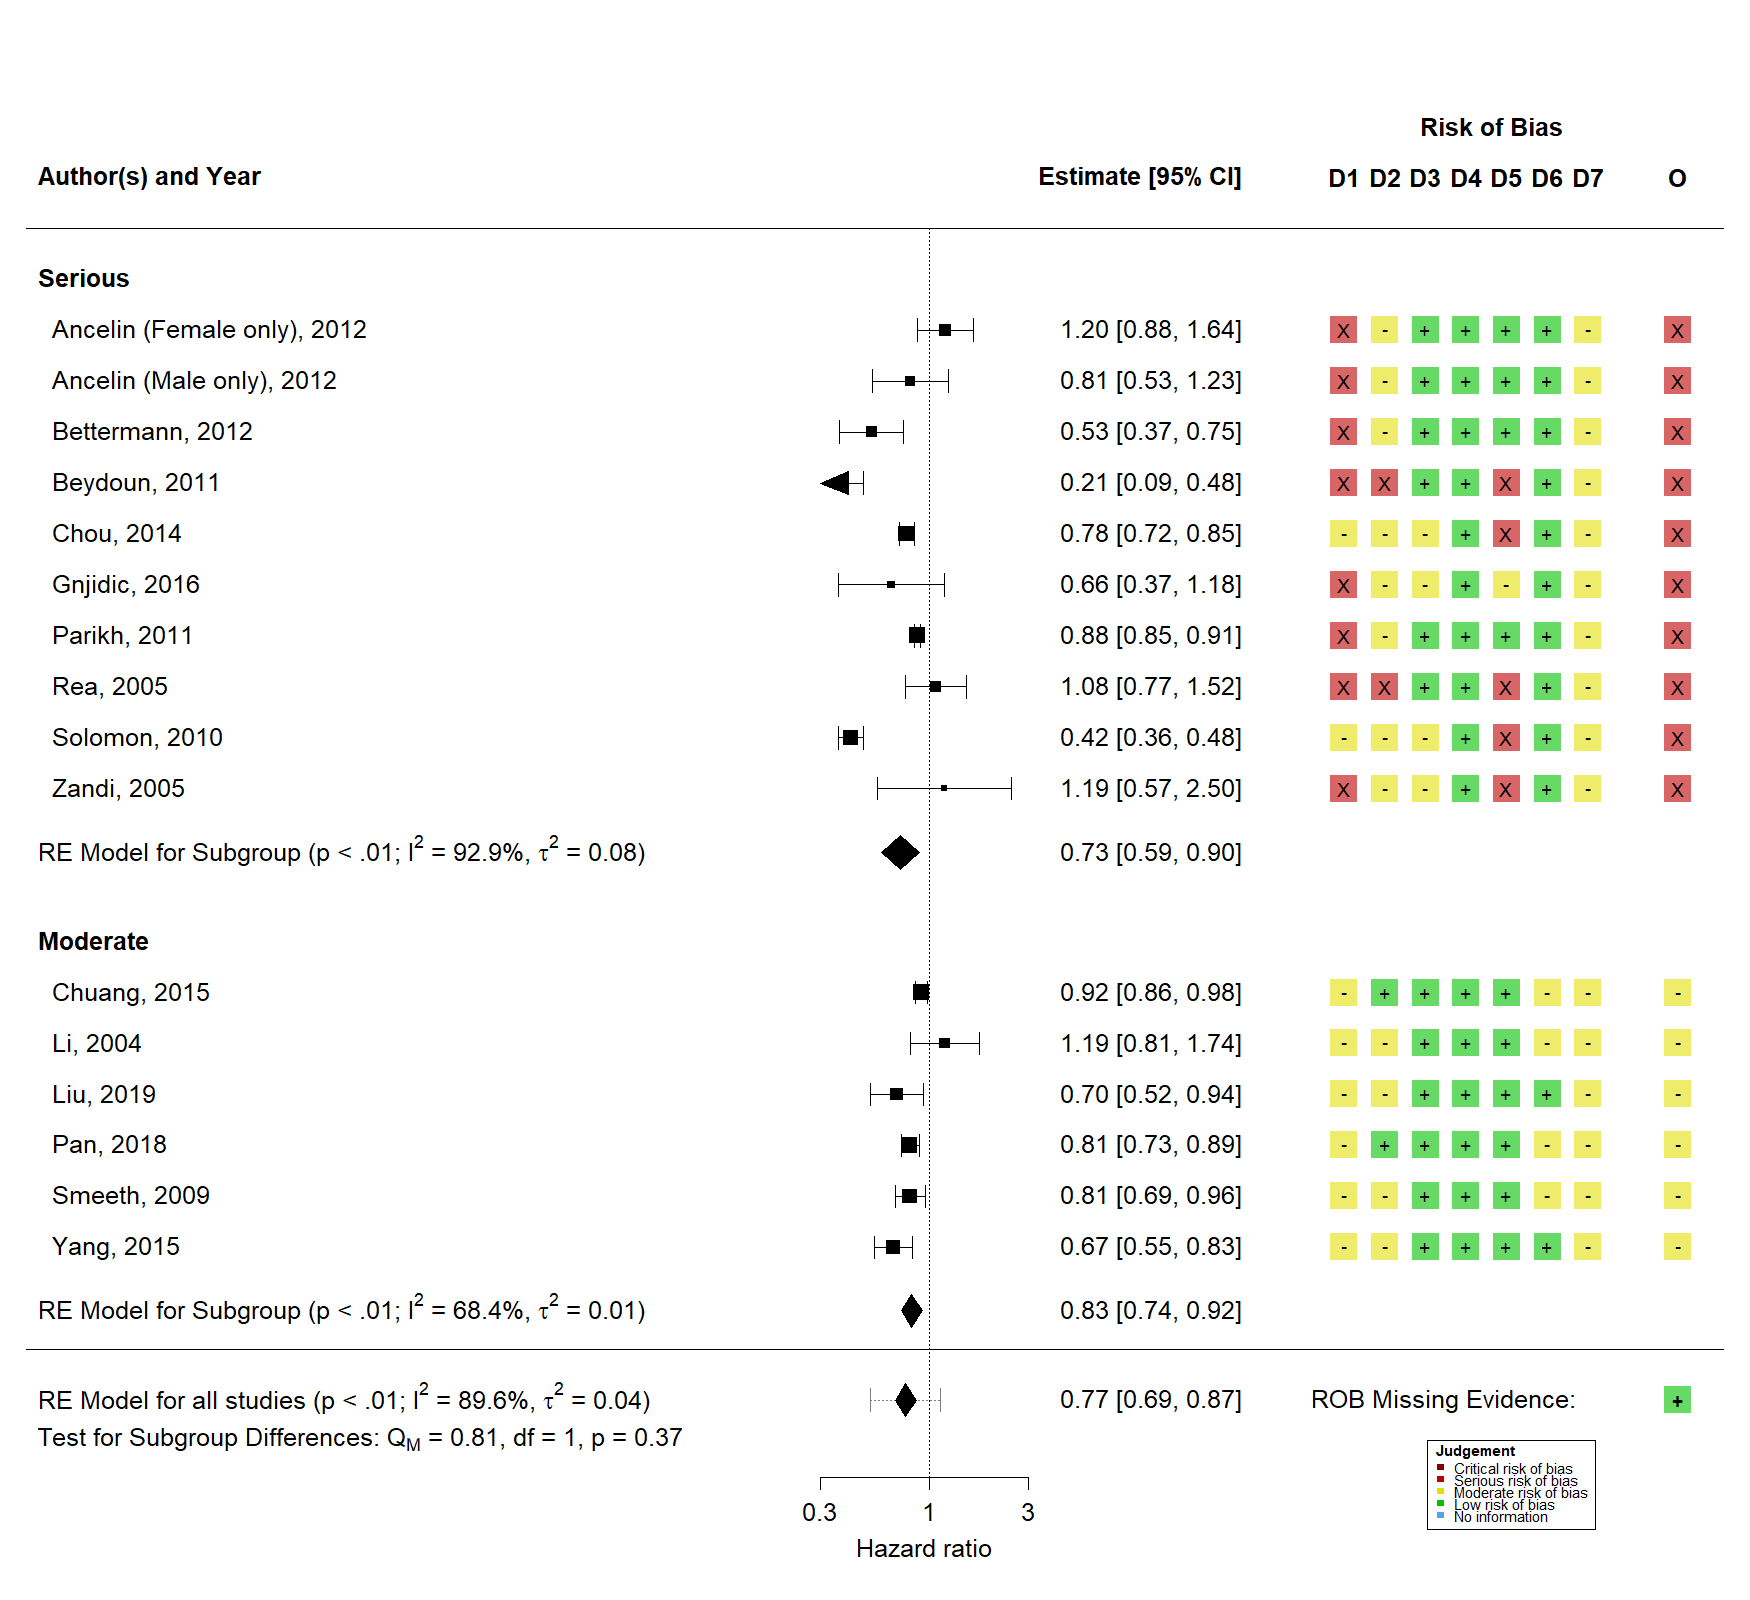 Risk of Bias
Author(s) and Year Estimate [95% CI] D1 D2 D3 D4 D5 D6 D7 O
Serious
Ancelin (Female only), 2012 1.20 [0.88, 1.64] X - + + + + - X
Ancelin (Male only), 2012 0.81 [0.53, 1.23] X - + + + + - X
Bettermann, 2012 0.53 [0.37, 0.75] X - + + + + - X
Beydoun, 2011 0.21 [0.09, 0.48] X X + + X + - X
Chou, 2014 0.78 [0.72, 0.85] - - - + X + - X
Gnjidic, 2016 0.66 [0.37, 1.18] X - - + - + - X
Parikh, 2011 0.88 [0.85, 0.91] X - + + + + - X
Rea, 2005 1.08 [0.77, 1.52] X X + + X + - X
Solomon, 2010 0.42 [0.36, 0.48] - - - + X + - X
Zandi, 2005 1.19 [0.57, 2.50] X - - + X + - X
RE Model for Subgroup (p < .01; I² = 92.9%, τ² = 0.08) 0.73 [0.59, 0.90]
Moderate
Chuang, 2015 0.92 [0.86, 0.98] - + + + + - - -
Li, 2004 1.19 [0.81, 1.74] - - + + + - - -
Liu, 2019 0.70 [0.52, 0.94] - - + + + + - -
Pan, 2018 0.81 [0.73, 0.89] - + + + + - - -
Smeeth, 2009 0.81 [0.69, 0.96] - - + + + - - -
Yang, 2015 0.67 [0.55, 0.83] - - + + + + - -
RE Model for Subgroup (p < .01; I² = 68.4%, τ² = 0.01) 0.83 [0.74, 0.92]
RE Model for all studies (p < .01; I² = 89.6%, τ² = 0.04) 0.77 [0.69, 0.87] ROB Missing Evidence: +
Test for Subgroup Differences: Q_M = 0.81, df = 1, p = 0.37
Judgement
Critical risk of bias
Serious risk of bias
Moderate risk of bias
Low risk of bias
No information
0.3 1 3
Hazard ratio